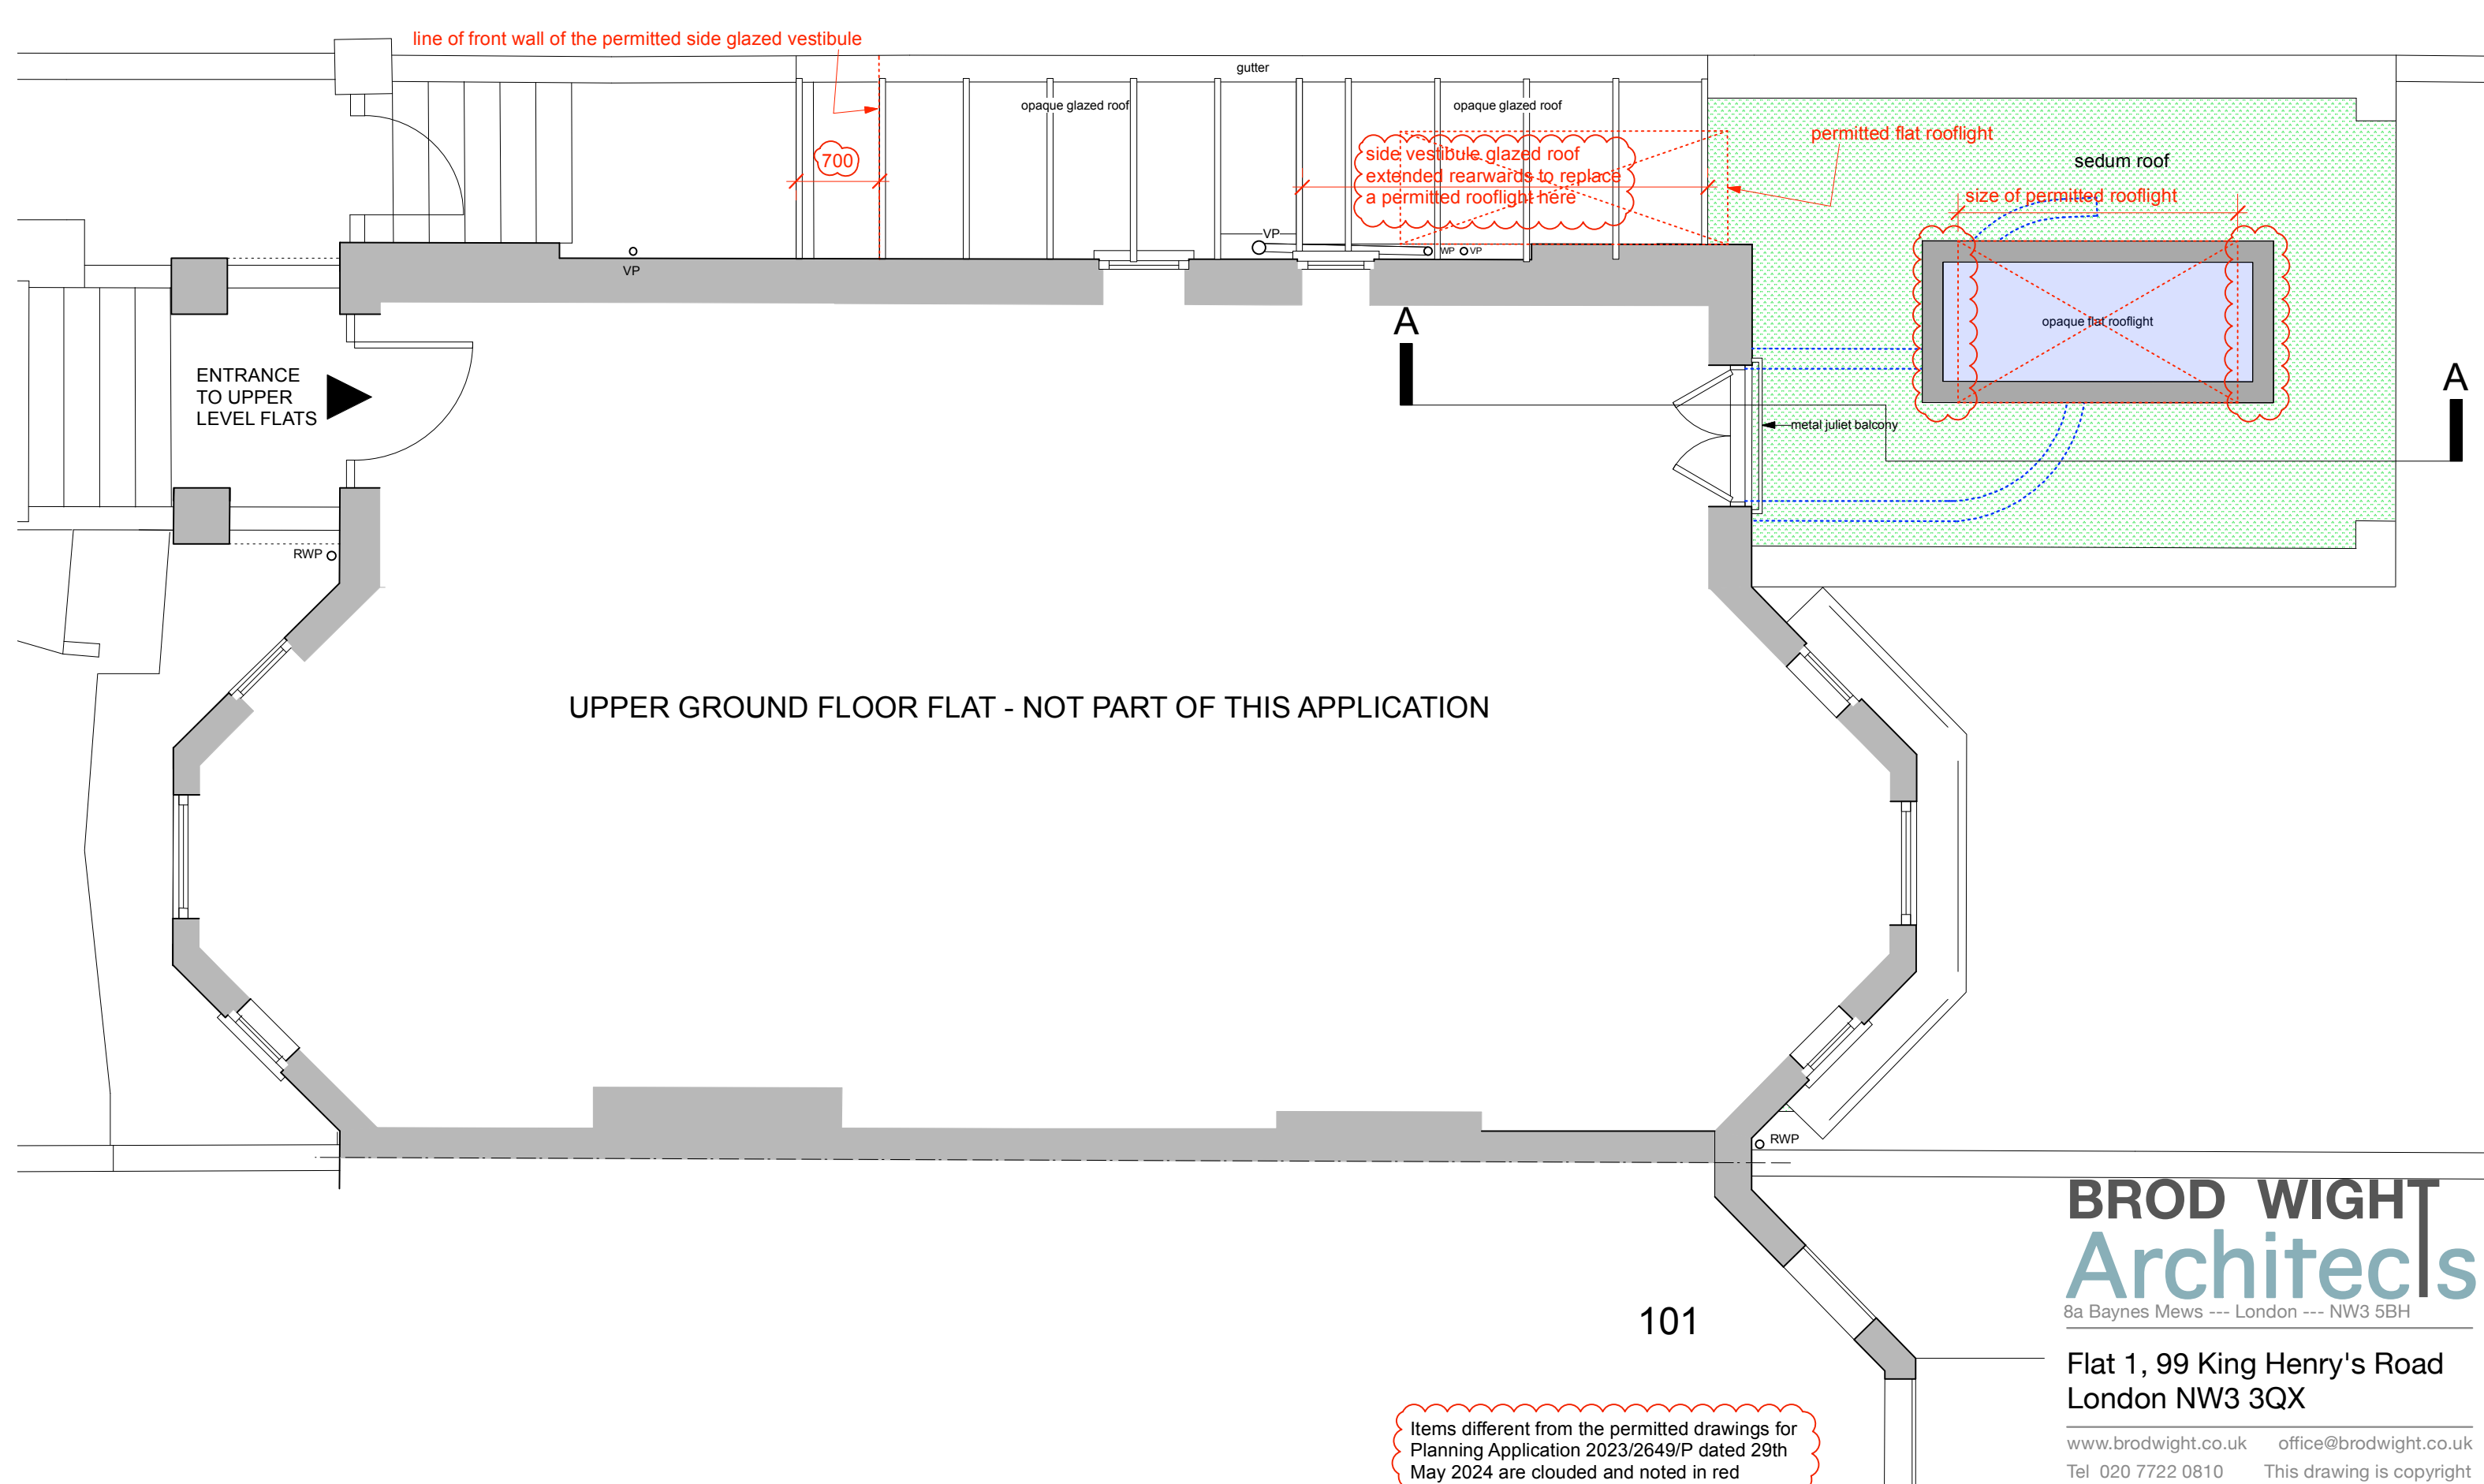 line of front wall of the permitted side glazed vestibule
gutter
opaque glazed roof
opaque glazed roof
700
side vestibule glazed roof
extended rearwards to replace
a permitted rooflight here
permitted flat rooflight
sedum roof
size of permitted rooflight
VP
VP
WP
VP
opaque flat rooflight
A
A
ENTRANCE
TO UPPER
LEVEL FLATS
metal juliet balcony
RWP
UPPER GROUND FLOOR FLAT - NOT PART OF THIS APPLICATION
RWP
BROD WIGHT
Architects
8a Baynes Mews --- London --- NW3 5BH
101
Flat 1, 99 King Henry's Road
London NW3 3QX
Items different from the permitted drawings for
Planning Application 2023/2649/P dated 29th
May 2024 are clouded and noted in red
www.brodwight.co.uk office@brodwight.co.uk
Tel 020 7722 0810 This drawing is copyright